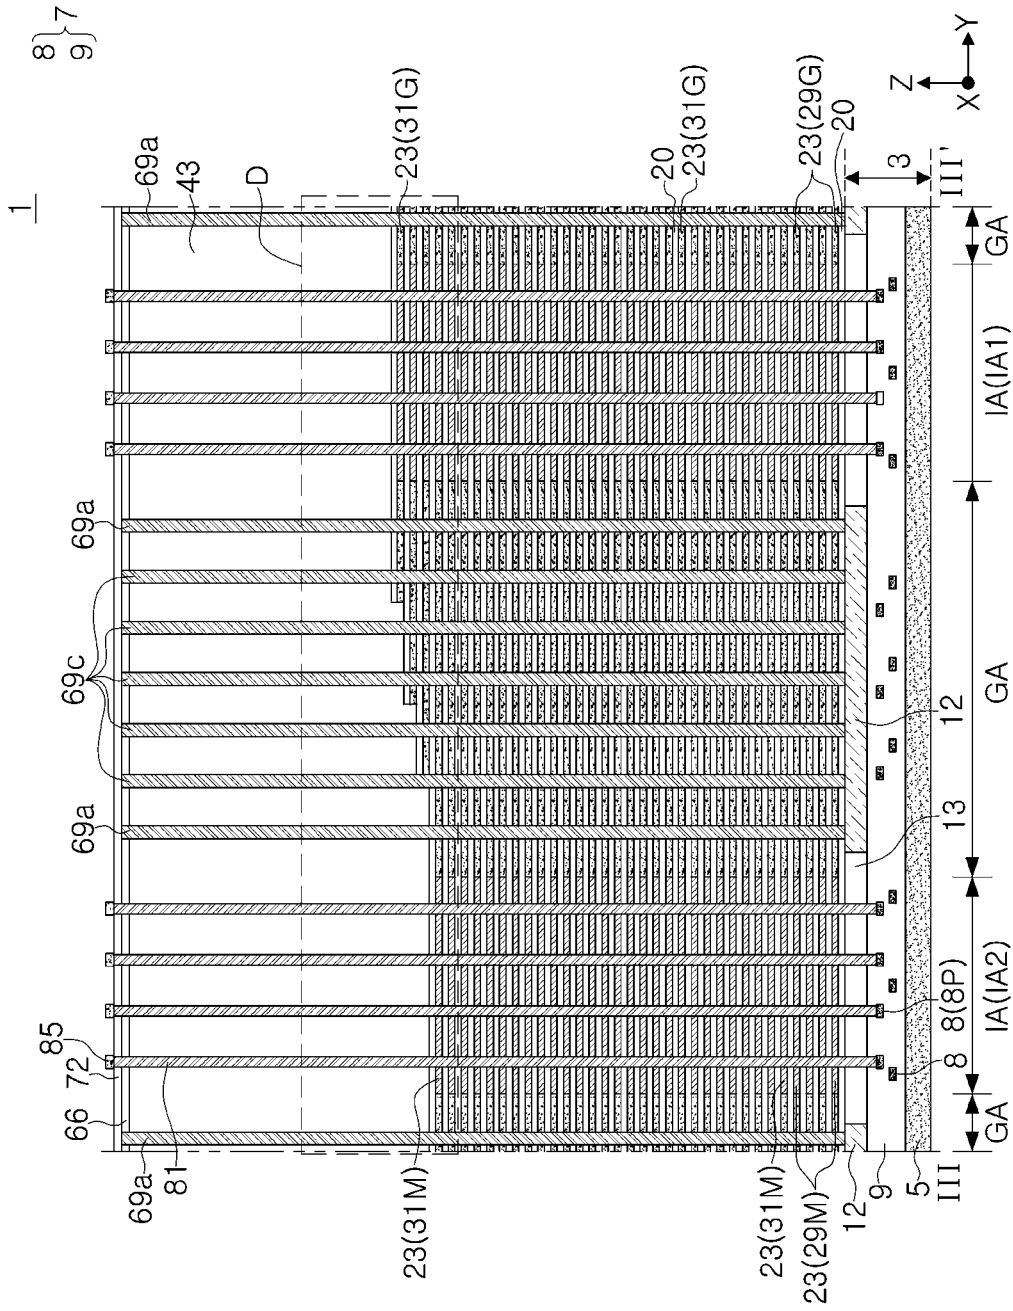 1
8
9
7
69a
43
D
23(31G)
20
23(31G)
23(29G)
20
Z
X
Y
3
III'
GA
IA(IA1)
GA
12
13
IA(IA2)
8(8P)
8
GA
5
III
9
12
23(29M)
23(31M)
23(31M)
81
69a
66
72
85
69a
69c
69a